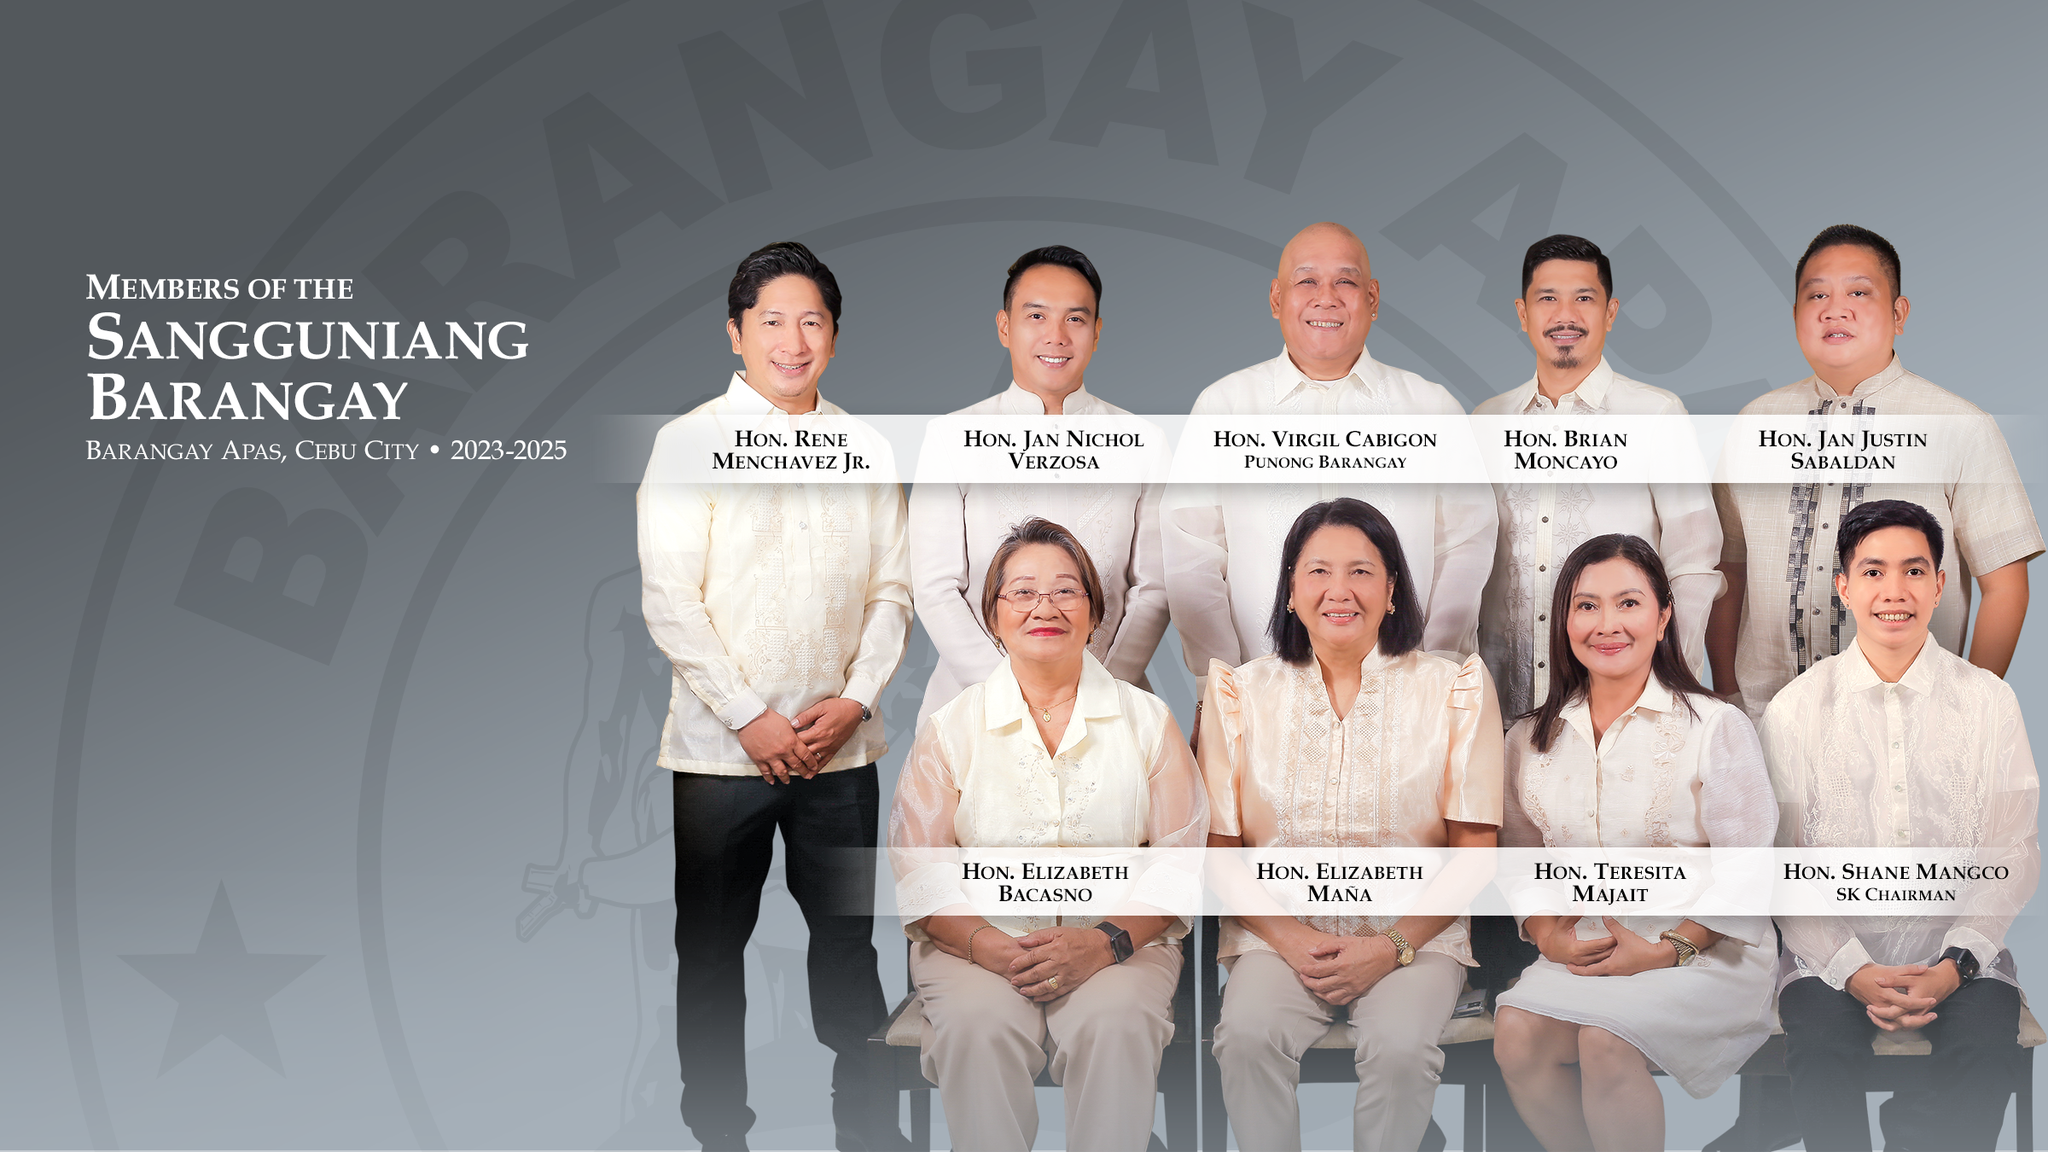 BARANGAY APA
MEMBERS OF THE
SANGGUNIANG
BARANGAY
BARANGAY APAS, CEBU CITY • 2023-2025
HON. RENE
MENCHAVEZ JR.
HON. JAN NICHOL
VERZOSA
HON. VIRGIL CABIGON
PUNONG BARANGAY
HON. BRIAN
MONCAYO
HON. JAN JUSTIN
SABALDAN
HON. ELIZABETH
BACASNO
HON. ELIZABETH
MAÑA
HON. TERESITA
MAJAIT
HON. SHANE MANGCO
SK CHAIRMAN